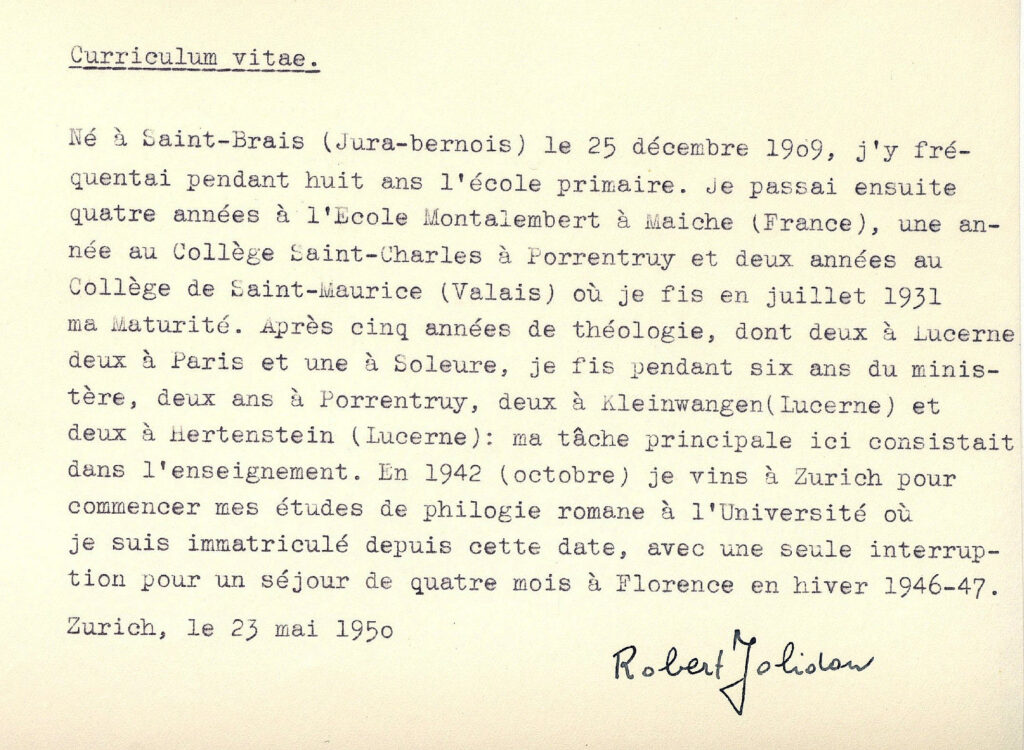 Curriculum vitae.
Né à Saint-Brais (Jura-bernois) le 25 décembre 1909, j'y fré-
quentai pendant huit ans l'école primaire. Je passai ensuite
quatre années à l'Ecole Montalembert à Maiche (France), une an-
née au Collège Saint-Charles à Porrentruy et deux années au
Collège de Saint-Maurice (Valais) où je fis en juillet 1931
ma Maturité. Après cinq années de théologie, dont deux à Lucerne
deux à Paris et une à Soleure, je fis pendant six ans du minis-
tère, deux ans à Porrentruy, deux à Kleinwangen(Lucerne) et
deux à Hertenstein (Lucerne): ma tâche principale ici consistait
dans l'enseignement. En 1942 (octobre) je vins à Zurich pour
commencer mes études de philogie romane à l'Université où
je suis immatriculé depuis cette date, avec une seule interrup-
tion pour un séjour de quatre mois à Florence en hiver 1946-47.
Zurich, le 23 mai 1950
Robert Jolidon